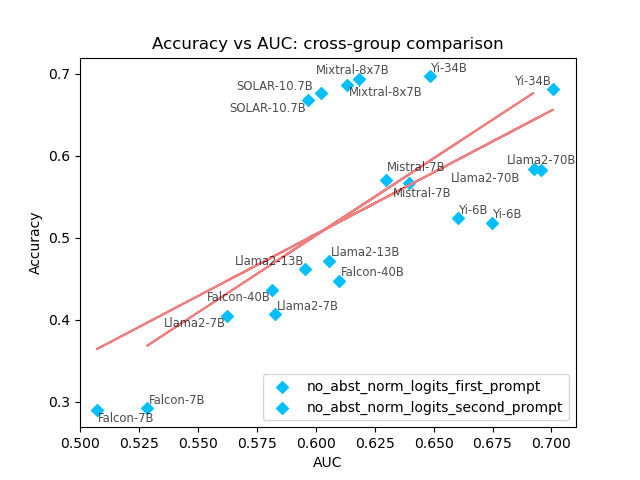 Accuracy vs AUC: cross-group comparison
0.7
Mixtral-8x7B
Yi-34B
Yi-34B
SOLAR-10.7B
Mixtral-8x7B
SOLAR-10.7B
0.6
Mistral-7B
Llama2-70B
Llama2-70B
Mistral-7B
Yi-6B
Yi-6B
Accuracy
0.5
Llama2-13B
Llama2-13B
Falcon-40B
Falcon-40B
Llama2-7B
Llama2-7B
0.4
Falcon-7B
Falcon-7B
0.3
no_abst_norm_logits_first_prompt
no_abst_norm_logits_second_prompt
0.500 0.525 0.550 0.575 0.600 0.625 0.650 0.675 0.700
AUC